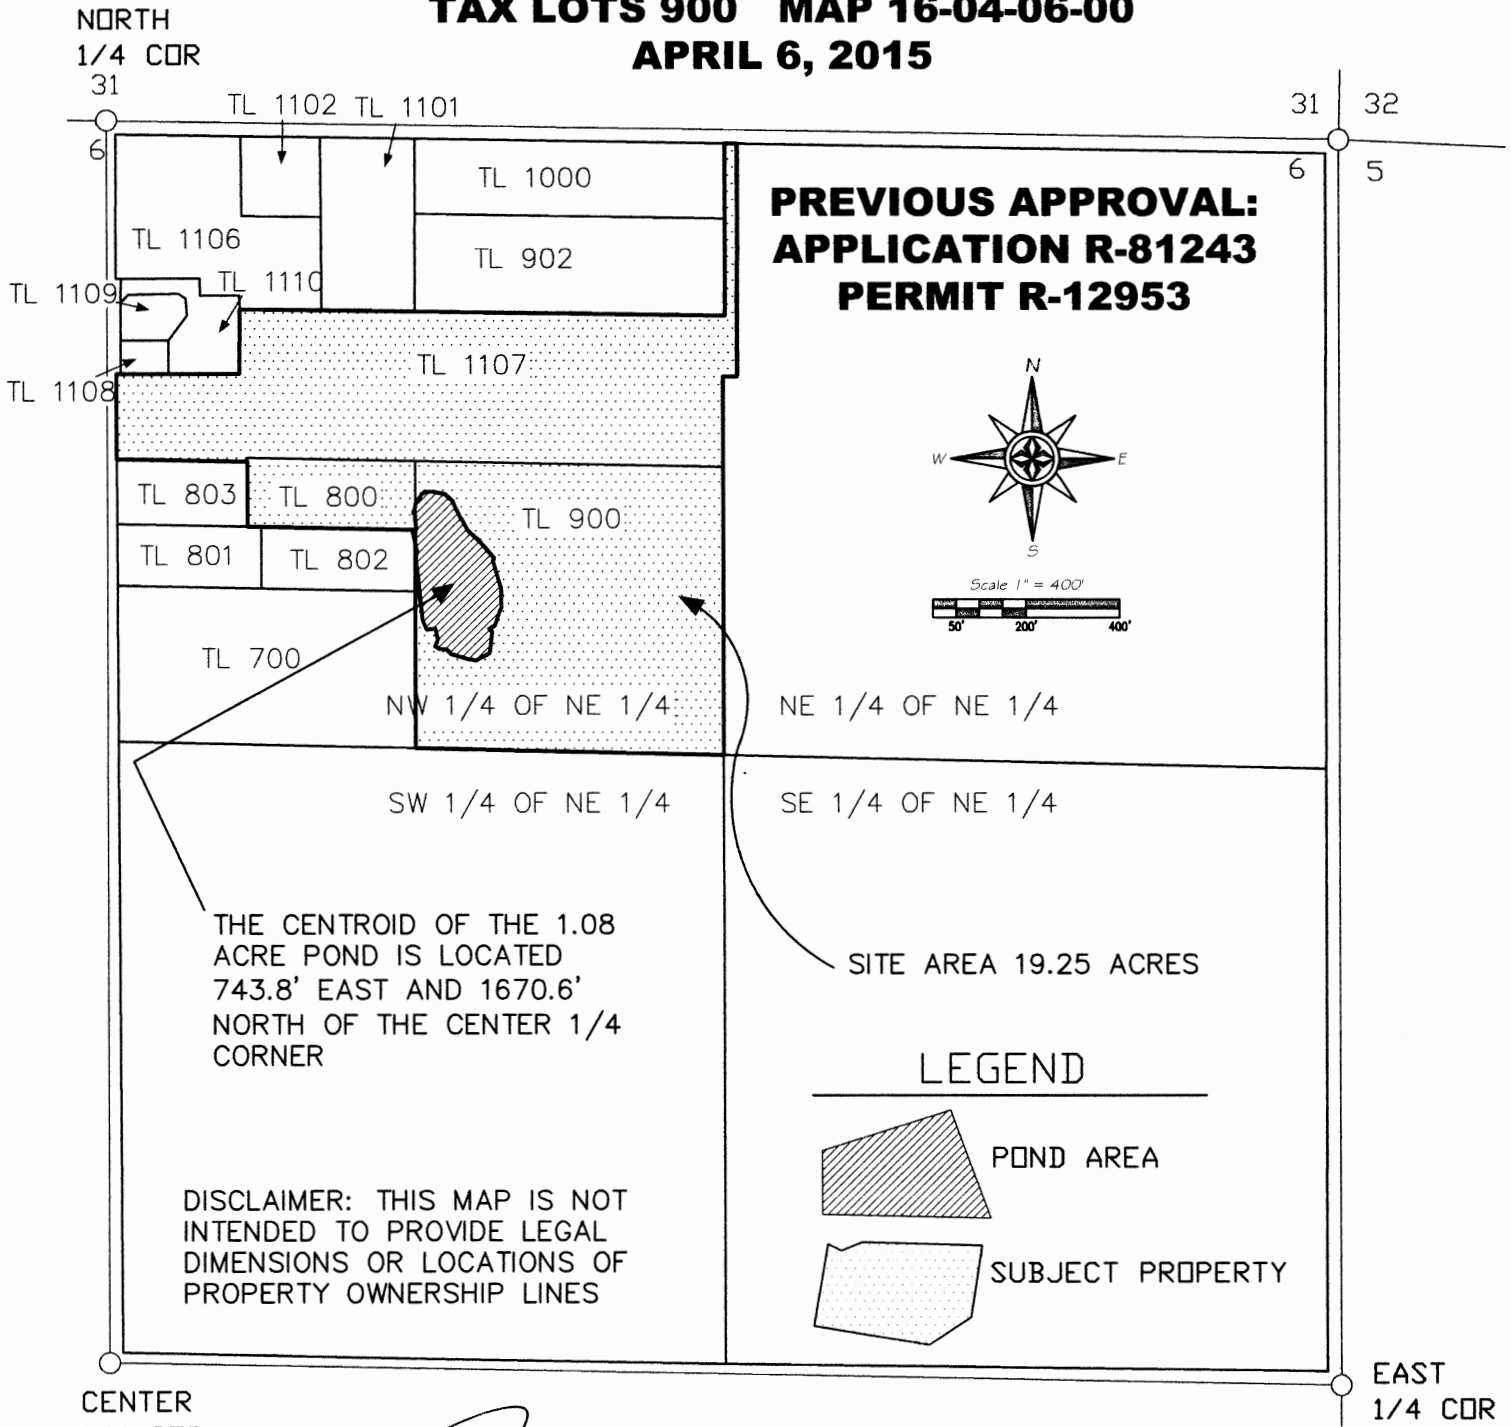 TAX LOTS 900 MAP 16-04-06-00
APRIL 6, 2015
NORTH
1/4 COR
31
6
TL 1102
TL 1101
31
32
6
5
TL 1000
TL 1106
TL 902
TL 1109
TL 1110
TL 1108
TL 1107
PREVIOUS APPROVAL:
APPLICATION R-81243
PERMIT R-12953
N
W
E
S
Scale 1" = 400'
50'
200'
400'
TL 803
TL 800
TL 900
TL 801
TL 802
TL 700
NW 1/4 OF NE 1/4
NE 1/4 OF NE 1/4
SW 1/4 OF NE 1/4
SE 1/4 OF NE 1/4
THE CENTROID OF THE 1.08
ACRE POND IS LOCATED
743.8' EAST AND 1670.6'
NORTH OF THE CENTER 1/4
CORNER
SITE AREA 19.25 ACRES
LEGEND
POND AREA
SUBJECT PROPERTY
DISCLAIMER: THIS MAP IS NOT
INTENDED TO PROVIDE LEGAL
DIMENSIONS OR LOCATIONS OF
PROPERTY OWNERSHIP LINES
CENTER
EAST
1/4 COR